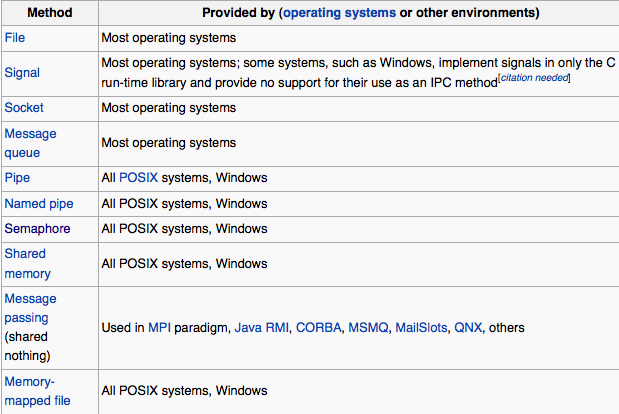 Method Provided by (operating systems or other environments)
File Most operating systems
Signal Most operating systems; some systems, such as Windows, implement signals in only the C
run-time library and provide no support for their use as an IPC method[citation needed]
Socket Most operating systems
Message
queue Most operating systems
Pipe All POSIX systems, Windows
Named pipe All POSIX systems, Windows
Semaphore All POSIX systems, Windows
Shared
memory All POSIX systems, Windows
Message
passing
(shared
nothing) Used in MPI paradigm, Java RMI, CORBA, MSMQ, MailSlots, QNX, others
Memory-
mapped file All POSIX systems, Windows